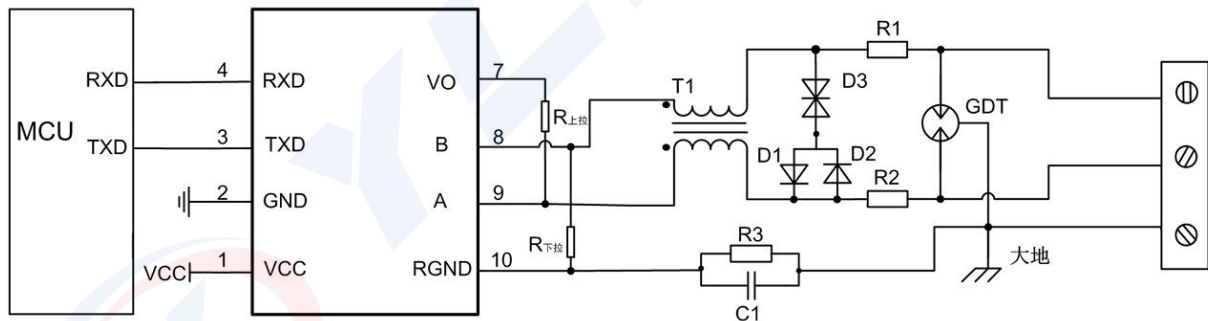 MCU
RXD
TXD
4
3
2
1
RXD
TXD
GND
VCC
VCC
VO
B
A
RGND
7
8
9
10
R上拉
R下拉
T1
D3
D1
D2
R1
R2
GDT
R3
C1
大地